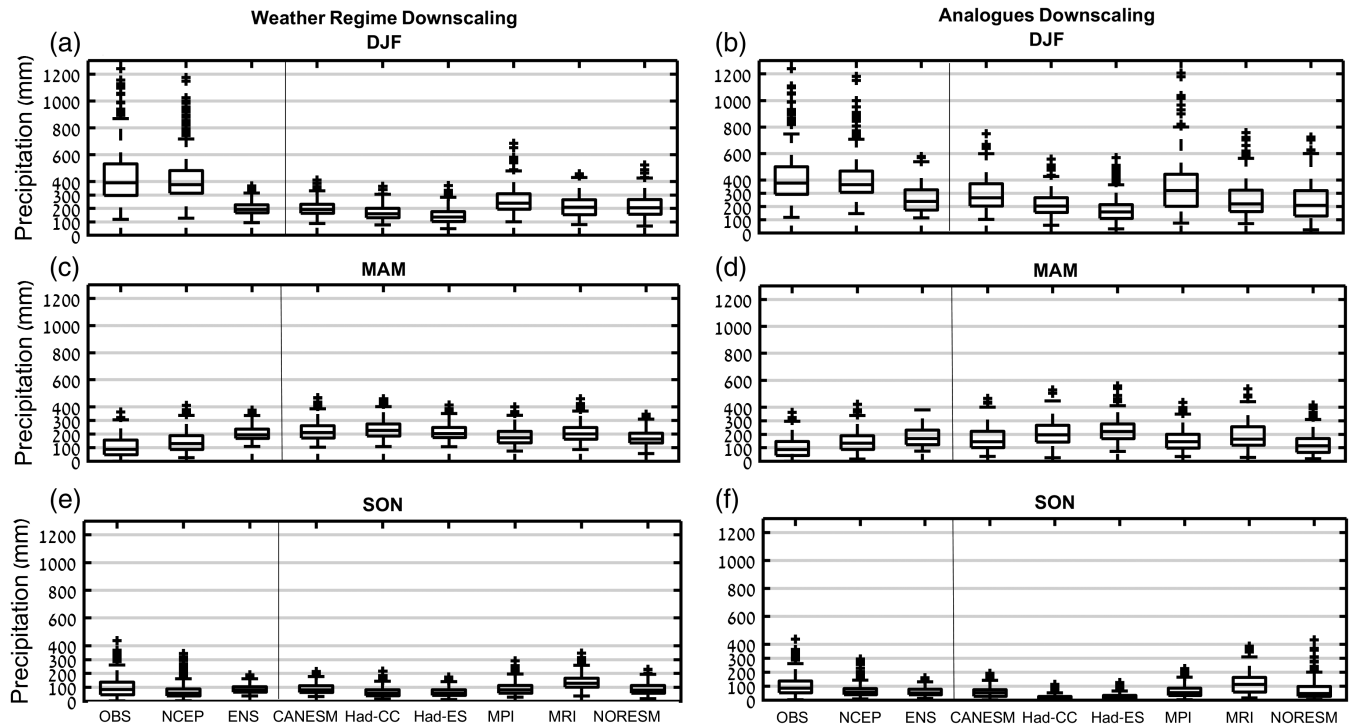 Weather Regime Downscaling
Analogues Downscaling
(a)
DJF
(b)
DJF
Precipitation (mm)
1200
1000
800
600
400
300
200
100
0
1200
1000
800
600
400
300
200
100
0
(c)
MAM
(d)
MAM
Precipitation (mm)
1200
1000
800
600
400
300
200
100
0
1200
1000
800
600
400
300
200
100
0
(e)
SON
(f)
SON
Precipitation (mm)
1200
1000
800
600
400
300
200
100
0
1200
1000
800
600
400
300
200
100
0
OBS NCEP ENS CANESM Had-CC Had-ES MPI MRI NORESM
OBS NCEP ENS CANESM Had-CC Had-ES MPI MRI NORESM